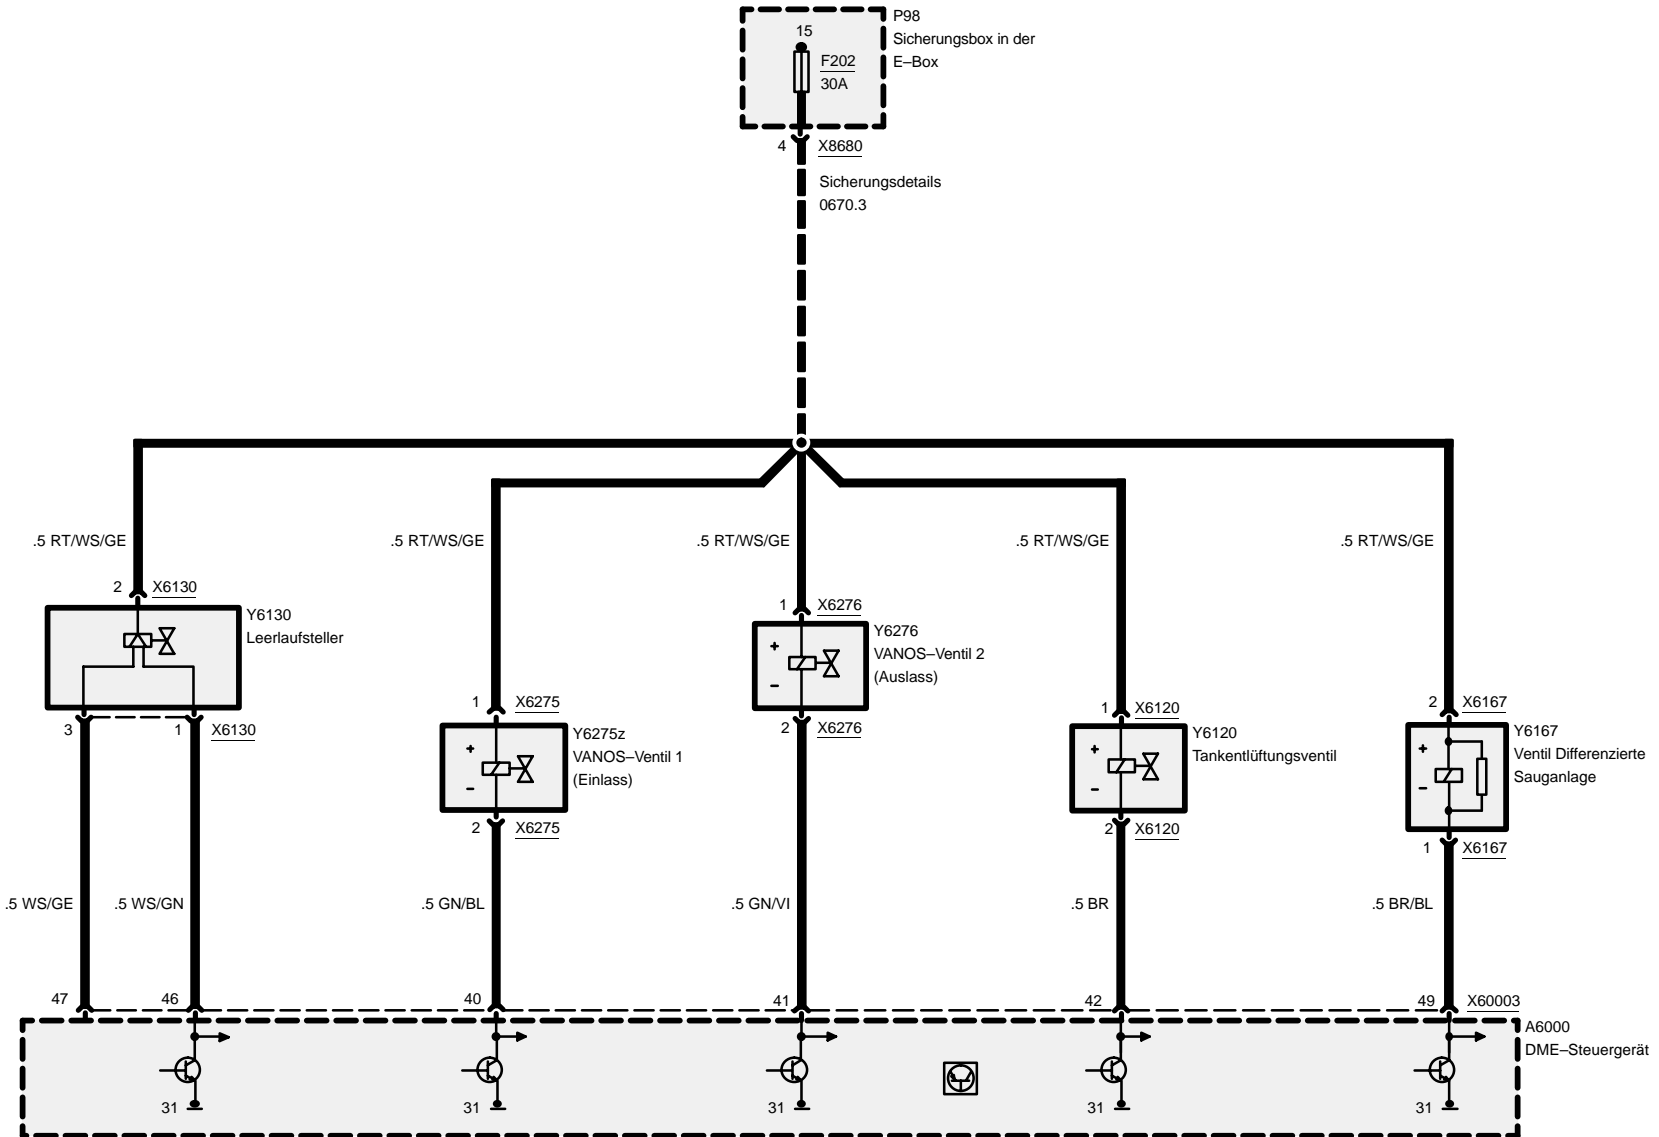 P98
Sicherungsbox in der
E–Box
15
F202
30A
4 X8680
Sicherungsdetails
0670.3
.5 RT/WS/GE
.5 RT/WS/GE
.5 RT/WS/GE
.5 RT/WS/GE
.5 RT/WS/GE
2 X6130
Y6130
Leerlaufsteller
3
1 X6130
1 X6275
Y6275z
VANOS–Ventil 1
(Einlass)
+
–
2 X6275
1 X6276
Y6276
VANOS–Ventil 2
(Auslass)
+
–
2 X6276
1 X6120
Y6120
Tankentlüftungsventil
+
–
2 X6120
2 X6167
Y6167
Ventil Differenzierte
Sauganlage
+
–
1 X6167
.5 WS/GE
.5 WS/GN
.5 GN/BL
.5 GN/VI
.5 BR
.5 BR/BL
47
46
40
41
42
49 X60003
A6000
DME–Steuergerät
31
31
31
31
31